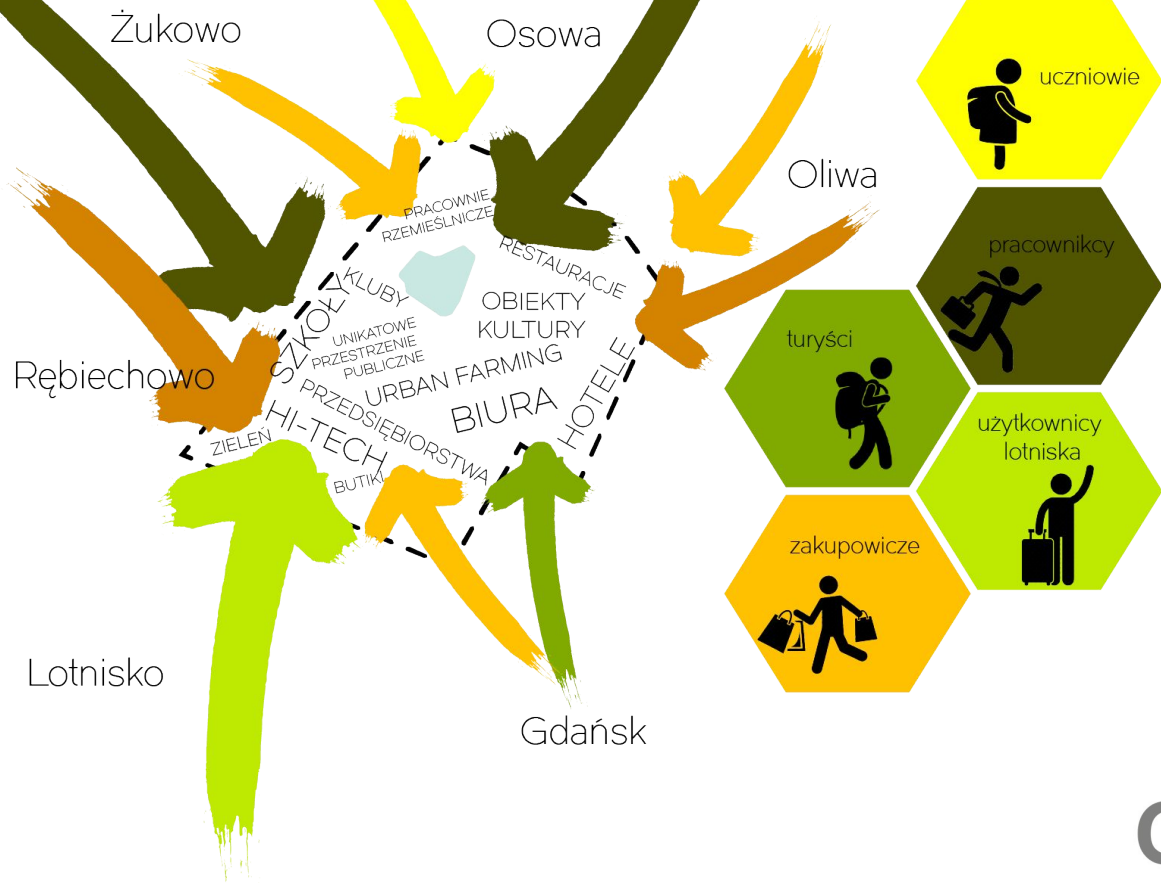 Żukowo
Osowa
Oliwa
Rębiechowo
Lotnisko
Gdańsk
PRACOWNIE
RZEMIEŚLNICZE
RESTAURACJE
KLUBY
SZKOŁY
OBIEKTY
KULTURY
UNIKATOWE
PRZESTRZENIE
PUBLICZNE
URBAN FARMING
BIURA
HOTELE
PRZEDSIĘBIORSTWA
HI-TECH
ZIELEŃ
BUTIKI
uczniowie
pracownikcy
turyści
użytkownicy
lotniska
zakupowicze